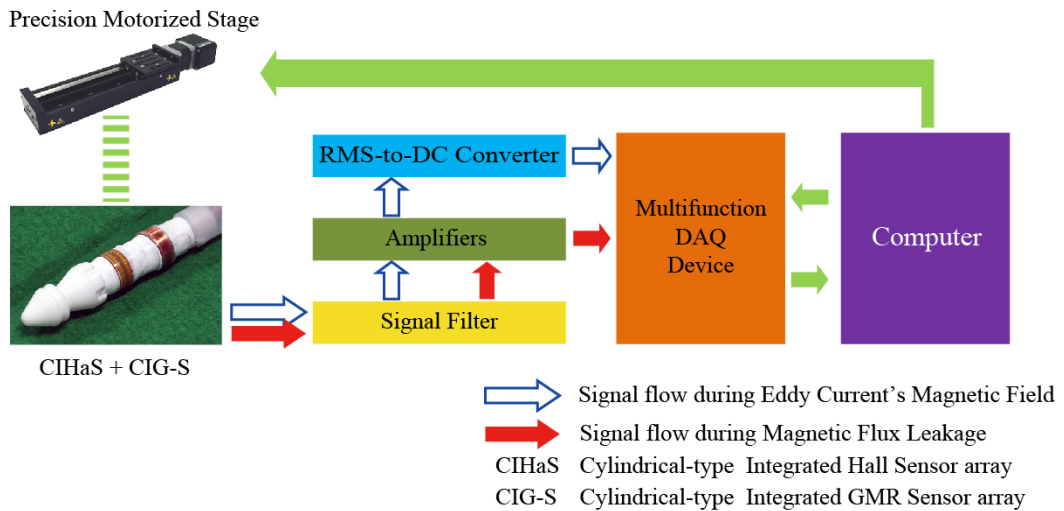 Precision Motorized Stage
RMS-to-DC Converter
Amplifiers
Signal Filter
Multifunction
DAQ
Device
Computer
CIHaS + CIG-S
Signal flow during Eddy Current’s Magnetic Field
Signal flow during Magnetic Flux Leakage
CIHaS Cylindrical-type Integrated Hall Sensor array
CIG-S Cylindrical-type Integrated GMR Sensor array